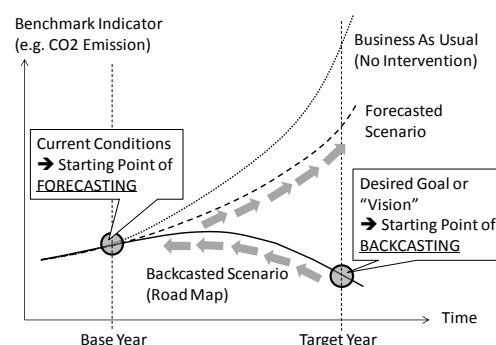 Benchmark Indicator
(e.g. CO2 Emission)
Business As Usual
(No Intervention)
Forecasted
Scenario
Current Conditions
➔ Starting Point of
FORECASTING
Desired Goal or
“Vision”
➔ Starting Point of
BACKCASTING
Backcasted Scenario
(Road Map)
Time
Base Year
Target Year